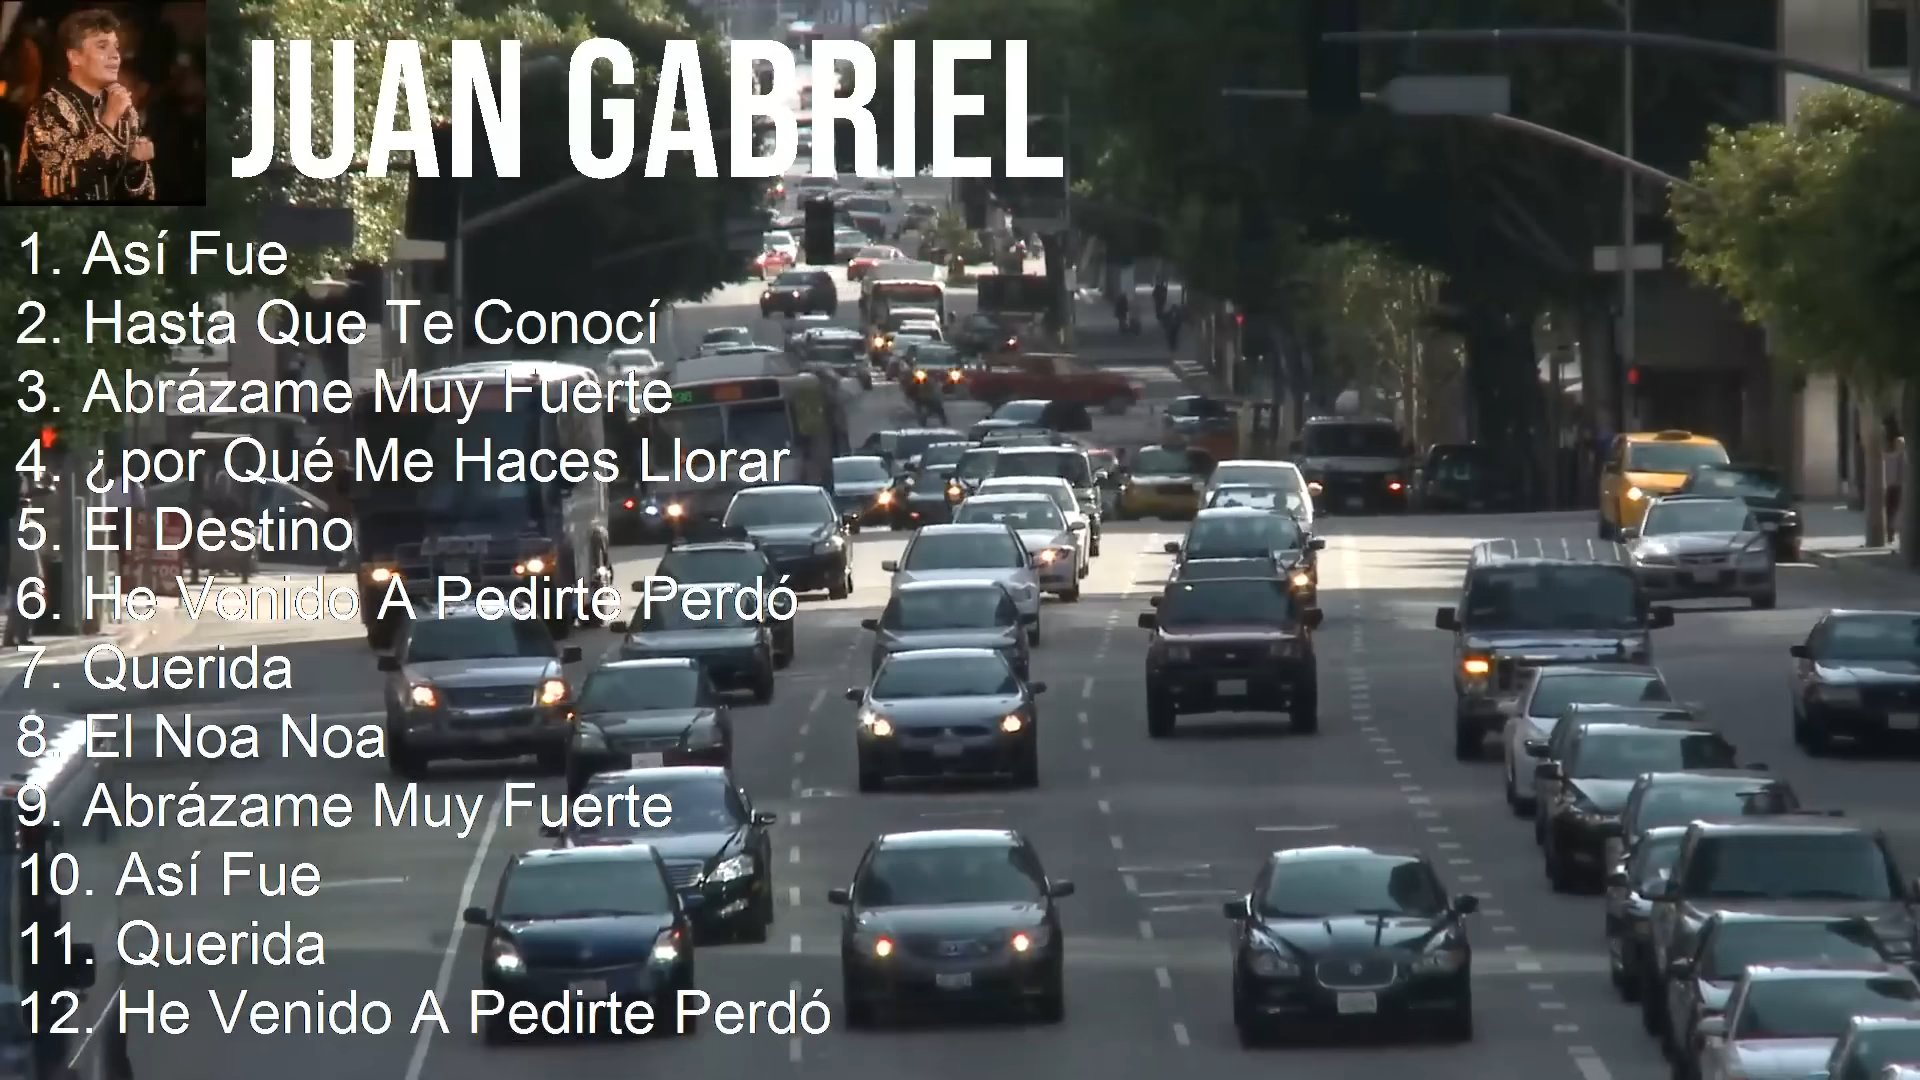 JUAN GABRIEL
1. Así Fue
2. Hasta Que Te Conocí
3. Abrázame Muy Fuerte
4. ¿por Qué Me Haces Llorar
5. El Destino
6. He Venido A Pedirte Perdó
7. Querida
8. El Noa Noa
9. Abrázame Muy Fuerte
10. Así Fue
11. Querida
12. He Venido A Pedirte Perdó